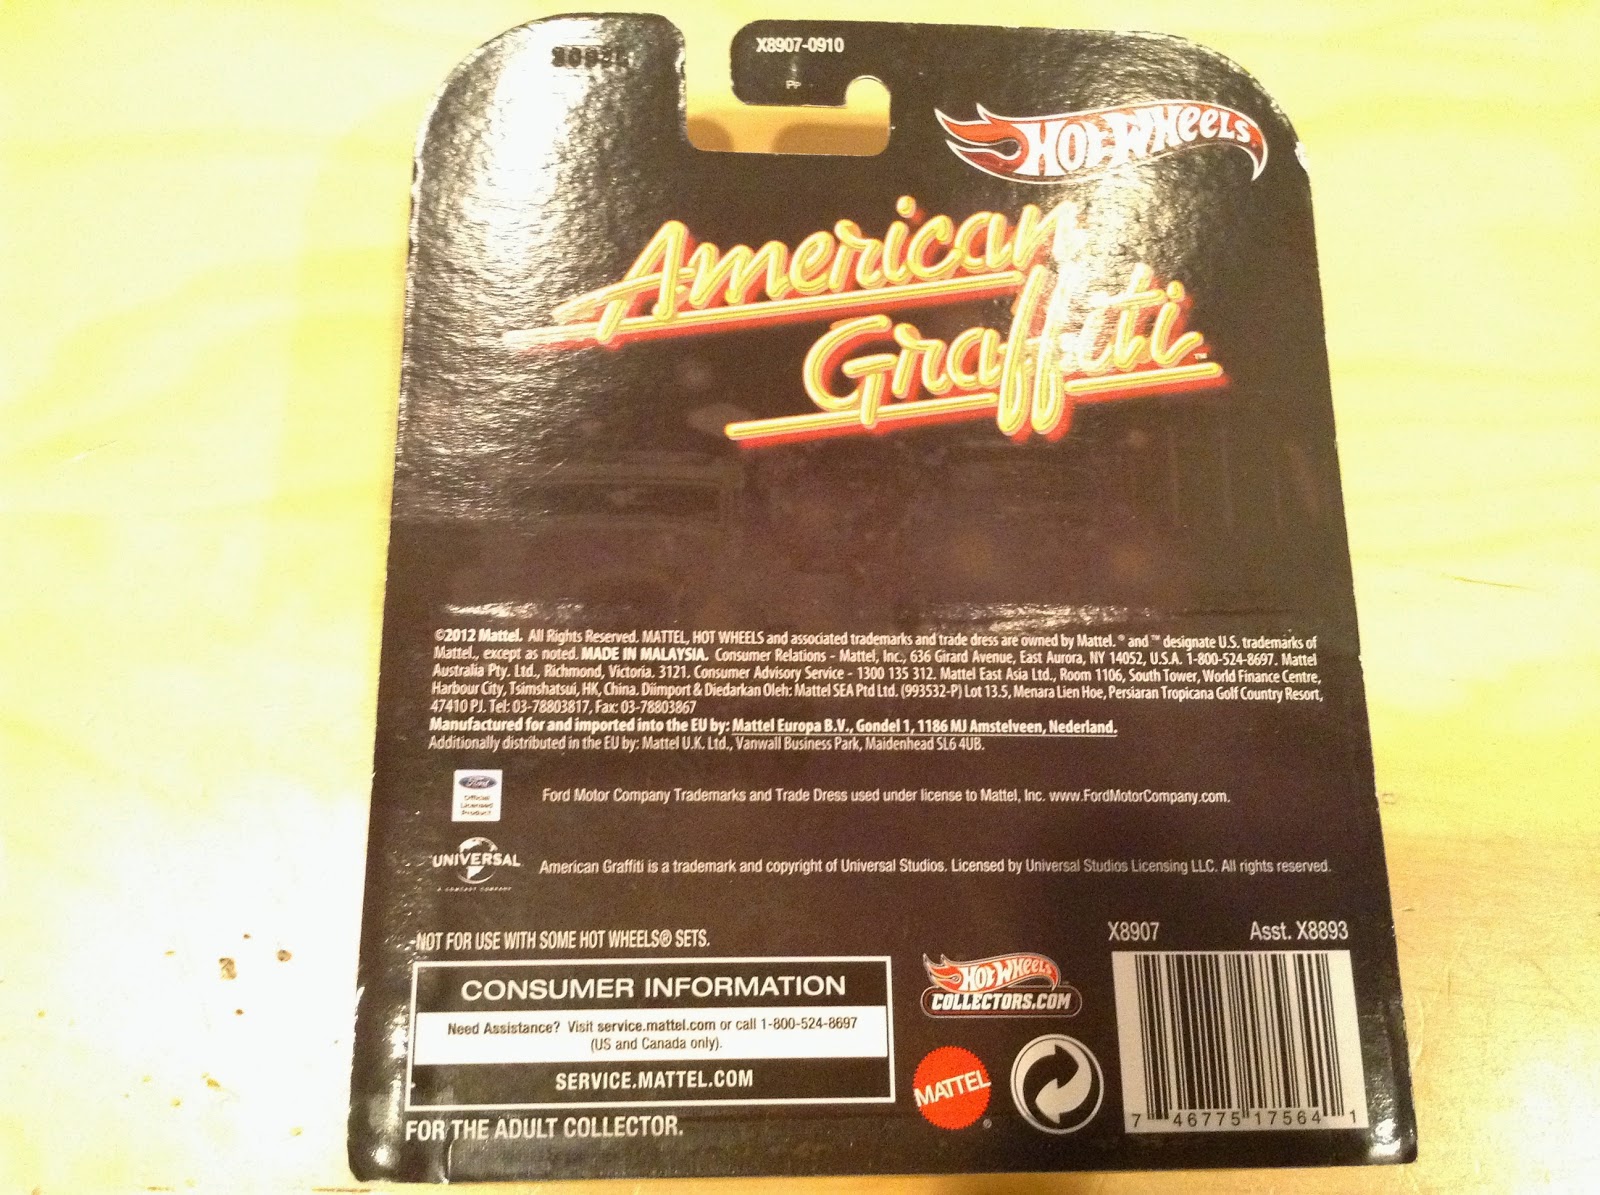 X8907-0910
PP
HOT WHEELS
American
Graffiti™
©2012 Mattel. All Rights Reserved. MATTEL, HOT WHEELS and associated trademarks and trade dress are owned by Mattel. ® and ™ designate U.S. trademarks of
Mattel., except as noted. MADE IN MALAYSIA. Consumer Relations - Mattel, Inc., 636 Girard Avenue, East Aurora, NY 14052, U.S.A. 1-800-524-8697. Mattel
Australia Pty. Ltd., Richmond, Victoria. 3121. Consumer Advisory Service - 1300 135 312. Mattel East Asia Ltd., Room 1106, South Tower, World Finance Centre,
Harbour City, Tsimshatsui, HK, China. Diimport & Diedarkan Oleh: Mattel SEA Ptd Ltd. (993532-P) Lot 13.5, Menara Lien Hoe, Persiaran Tropicana Golf Country Resort,
47410 PJ. Tel: 03-78803817, Fax: 03-78803867
Manufactured for and imported into the EU by: Mattel Europa B.V., Gondel 1, 1186 MJ Amstelveen, Nederland.
Additionally distributed in the EU by: Mattel U.K. Ltd., Vanwall Business Park, Maidenhead SL6 4UB.
Ford
Official
Licensed
Product
Ford Motor Company Trademarks and Trade Dress used under license to Mattel, Inc. www.FordMotorCompany.com.
UNIVERSAL
A COMCAST COMPANY
American Graffiti is a trademark and copyright of Universal Studios. Licensed by Universal Studios Licensing LLC. All rights reserved.
X8907 Asst. X8893
-NOT FOR USE WITH SOME HOT WHEELS® SETS.
CONSUMER INFORMATION
Need Assistance? Visit service.mattel.com or call 1-800-524-8697
(US and Canada only).
SERVICE.MATTEL.COM
FOR THE ADULT COLLECTOR.
HOT WHEELS
COLLECTORS.COM
MATTEL®
7 46775 17564 1